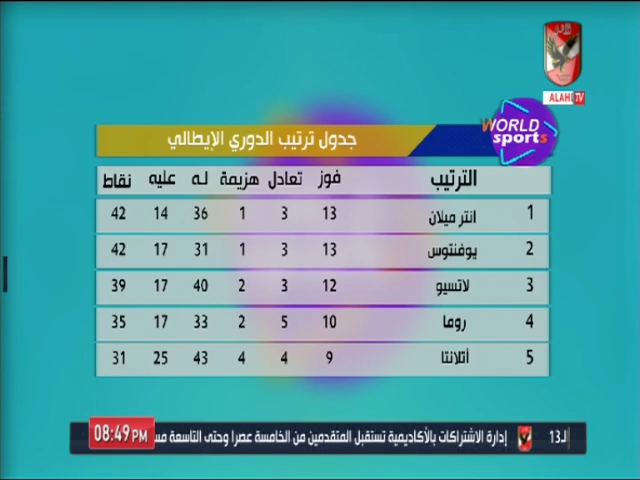 ALAHLTV
WORLD
sports
جدول ترتيب الدوري الإيطالي
الترتيب فوز تعادل هزيمة له عليه نقاط
1 انتر ميلان 13 3 1 36 14 42
2 يوفنتوس 13 3 1 31 17 42
3 لاتسيو 12 3 2 40 17 39
4 روما 10 5 2 33 17 35
5 أتلانتا 9 4 4 43 25 31
لـ13 إدارة الاشتراكات بالأكاديمية تستقبل المتقدمين من الخامسة عصرا وحتى التاسعة مس
08:49 PM